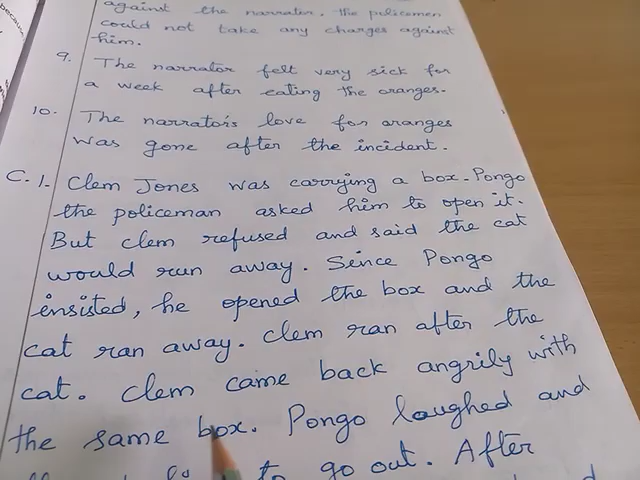 against the narrator, the policemen
could not take any charges against
him.
9. The narrator felt very sick for
a week after eating the oranges.
10. The narrator's love for oranges
was gone after the incident.
C. 1. Clem Jones was carrying a box. Pongo
the policeman asked him to open it.
But Clem refused and said the cat
would run away. Since Pongo
insisted, he opened the box and the
cat ran away. Clem ran after the
cat. Clem came back angrily with
the same box. Pongo laughed and
to go out. After